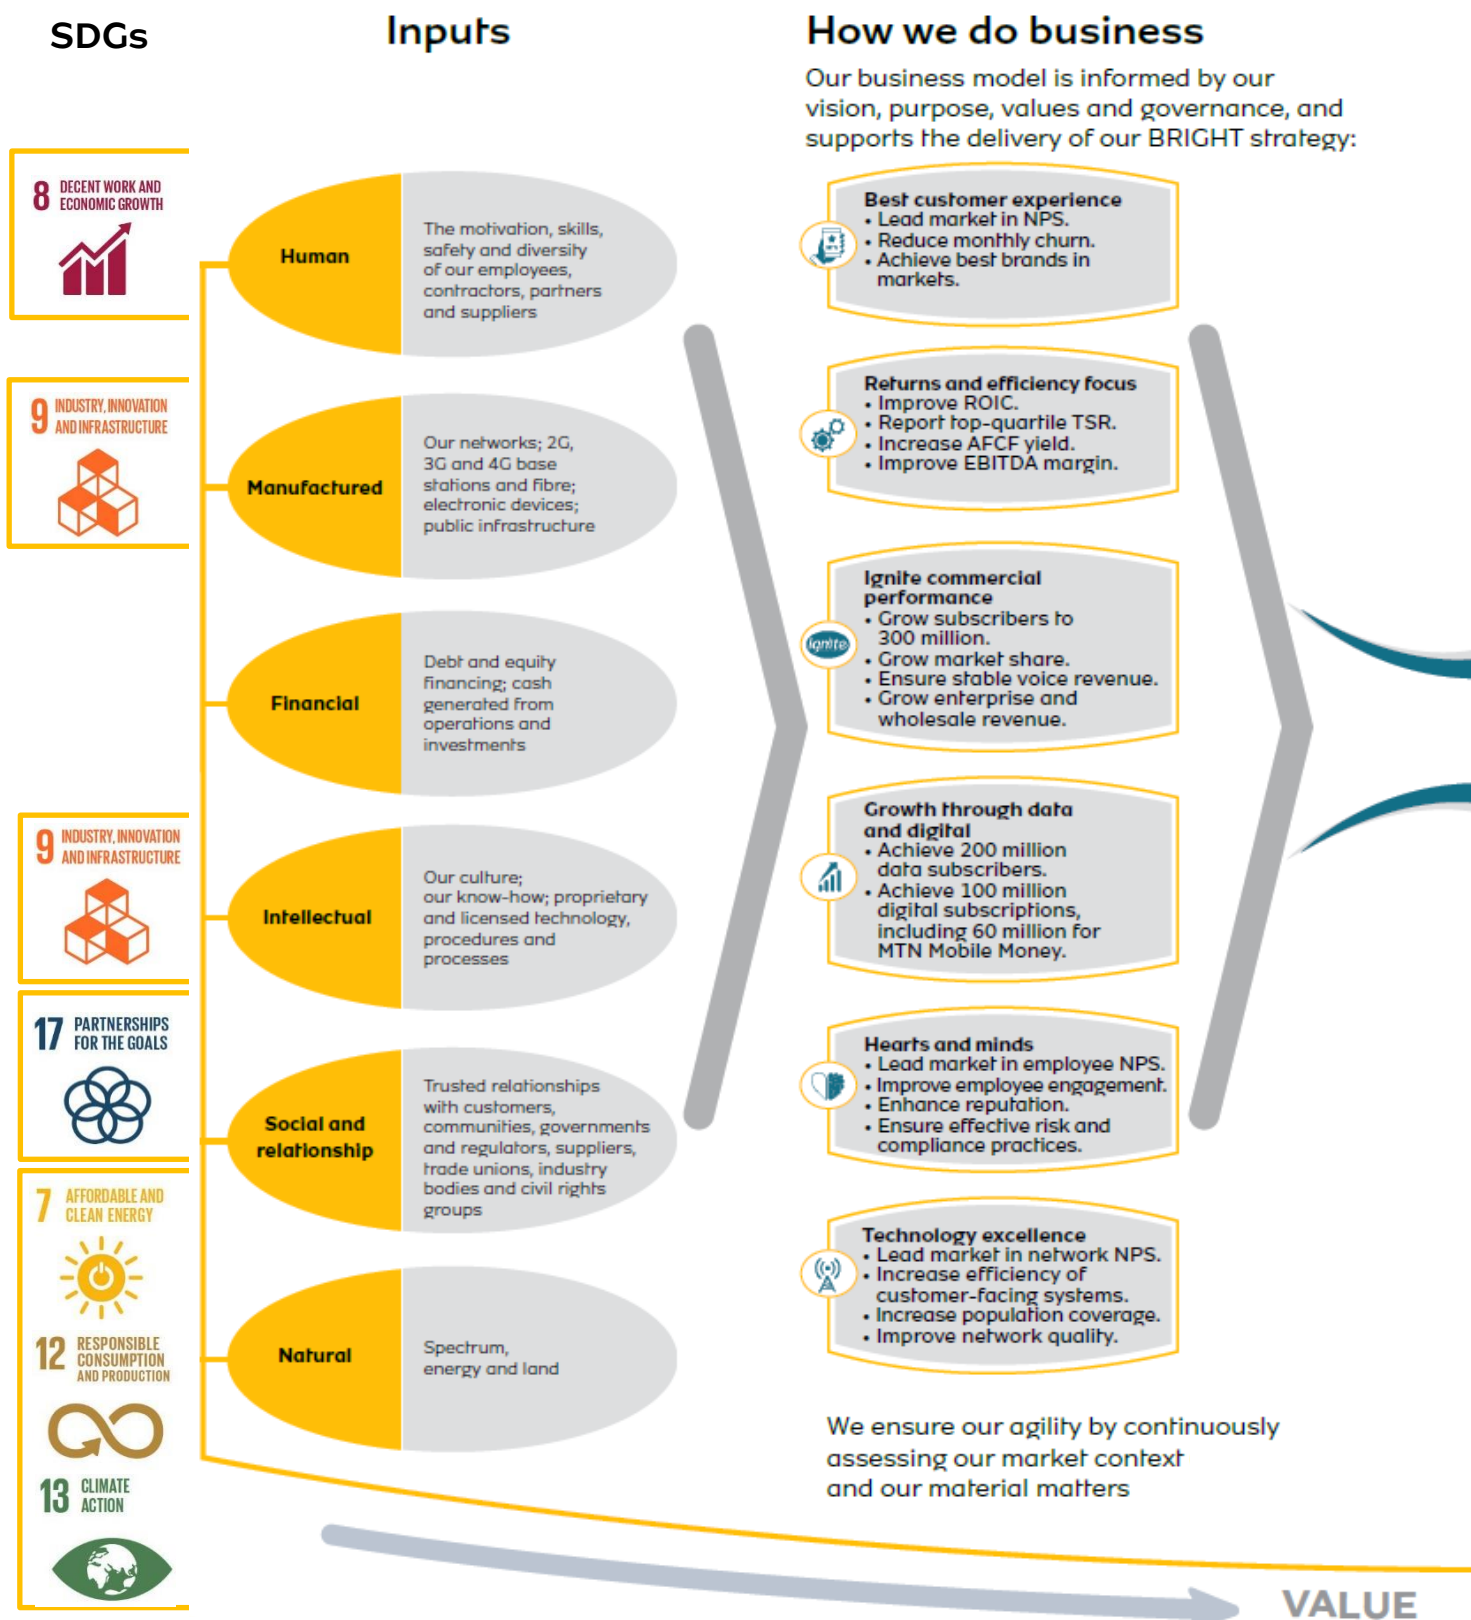 SDGs
Inputs
How we do business
Our business model is informed by our
vision, purpose, values and governance, and
supports the delivery of our BRIGHT strategy:
8 DECENT WORK AND
ECONOMIC GROWTH
9 INDUSTRY, INNOVATION
AND INFRASTRUCTURE
9 INDUSTRY, INNOVATION
AND INFRASTRUCTURE
17 PARTNERSHIPS
FOR THE GOALS
7 AFFORDABLE AND
CLEAN ENERGY
12 RESPONSIBLE
CONSUMPTION
AND PRODUCTION
13 CLIMATE
ACTION
Human
The motivation, skills,
safety and diversity
of our employees,
contractors, partners
and suppliers
Manufactured
Our networks; 2G,
3G and 4G base
stations and fibre;
electronic devices;
public infrastructure
Financial
Debt and equity
financing; cash
generated from
operations and
investments
Intellectual
Our culture;
our know-how; proprietary
and licensed technology,
procedures and
processes
Social and
relationship
Trusted relationships
with customers,
communities, governments
and regulators, suppliers,
trade unions, industry
bodies and civil rights
groups
Natural
Spectrum,
energy and land
Best customer experience
• Lead market in NPS.
• Reduce monthly churn.
• Achieve best brands in
markets.
Returns and efficiency focus
• Improve ROIC.
• Report top-quartile TSR.
• Increase AFCF yield.
• Improve EBITDA margin.
ignite
Ignite commercial
performance
• Grow subscribers to
300 million.
• Grow market share.
• Ensure stable voice revenue.
• Grow enterprise and
wholesale revenue.
Growth through data
and digital
• Achieve 200 million
data subscribers.
• Achieve 100 million
digital subscriptions,
including 60 million for
MTN Mobile Money.
Hearts and minds
• Lead market in employee NPS.
• Improve employee engagement.
• Enhance reputation.
• Ensure effective risk and
compliance practices.
Technology excellence
• Lead market in network NPS.
• Increase efficiency of
customer-facing systems.
• Increase population coverage.
• Improve network quality.
We ensure our agility by continuously
assessing our market context
and our material matters
VALUE